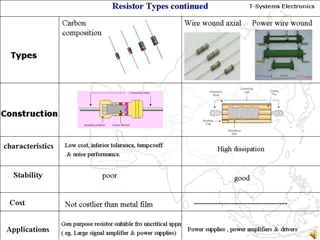 Resistor Types continued
T-Systems Electronics
Types
Carbon
composition
Wire wound axial
Power wire wound
Construction
characteristics
Low cost, inferior tolerance, tempcoeff
.& noise performance.
High dissipation
Stability
poor
good
Cost
Not costlier than metal film
------------------------------------
Applications
Gen purpose resistor suitable fro uncritical apps
( eg. Large signal amplifier & power supplies)
Power supplies , power amplifiers & drivers